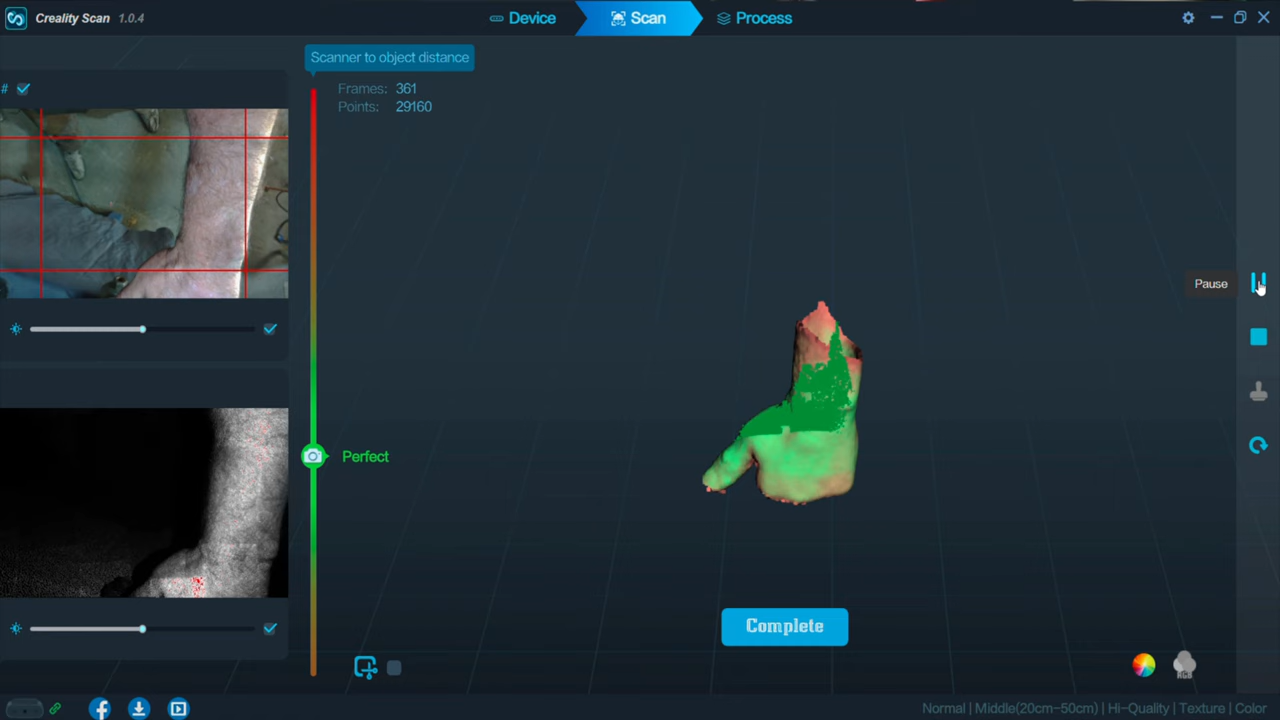 Creality Scan 1.0.4
Device
Scan
Process
Scanner to object distance
#
Frames: 361
Points: 29160
Pause
Perfect
Complete
RGB
Normal | Middle(20cm-50cm) | Hi-Quality | Texture | Color